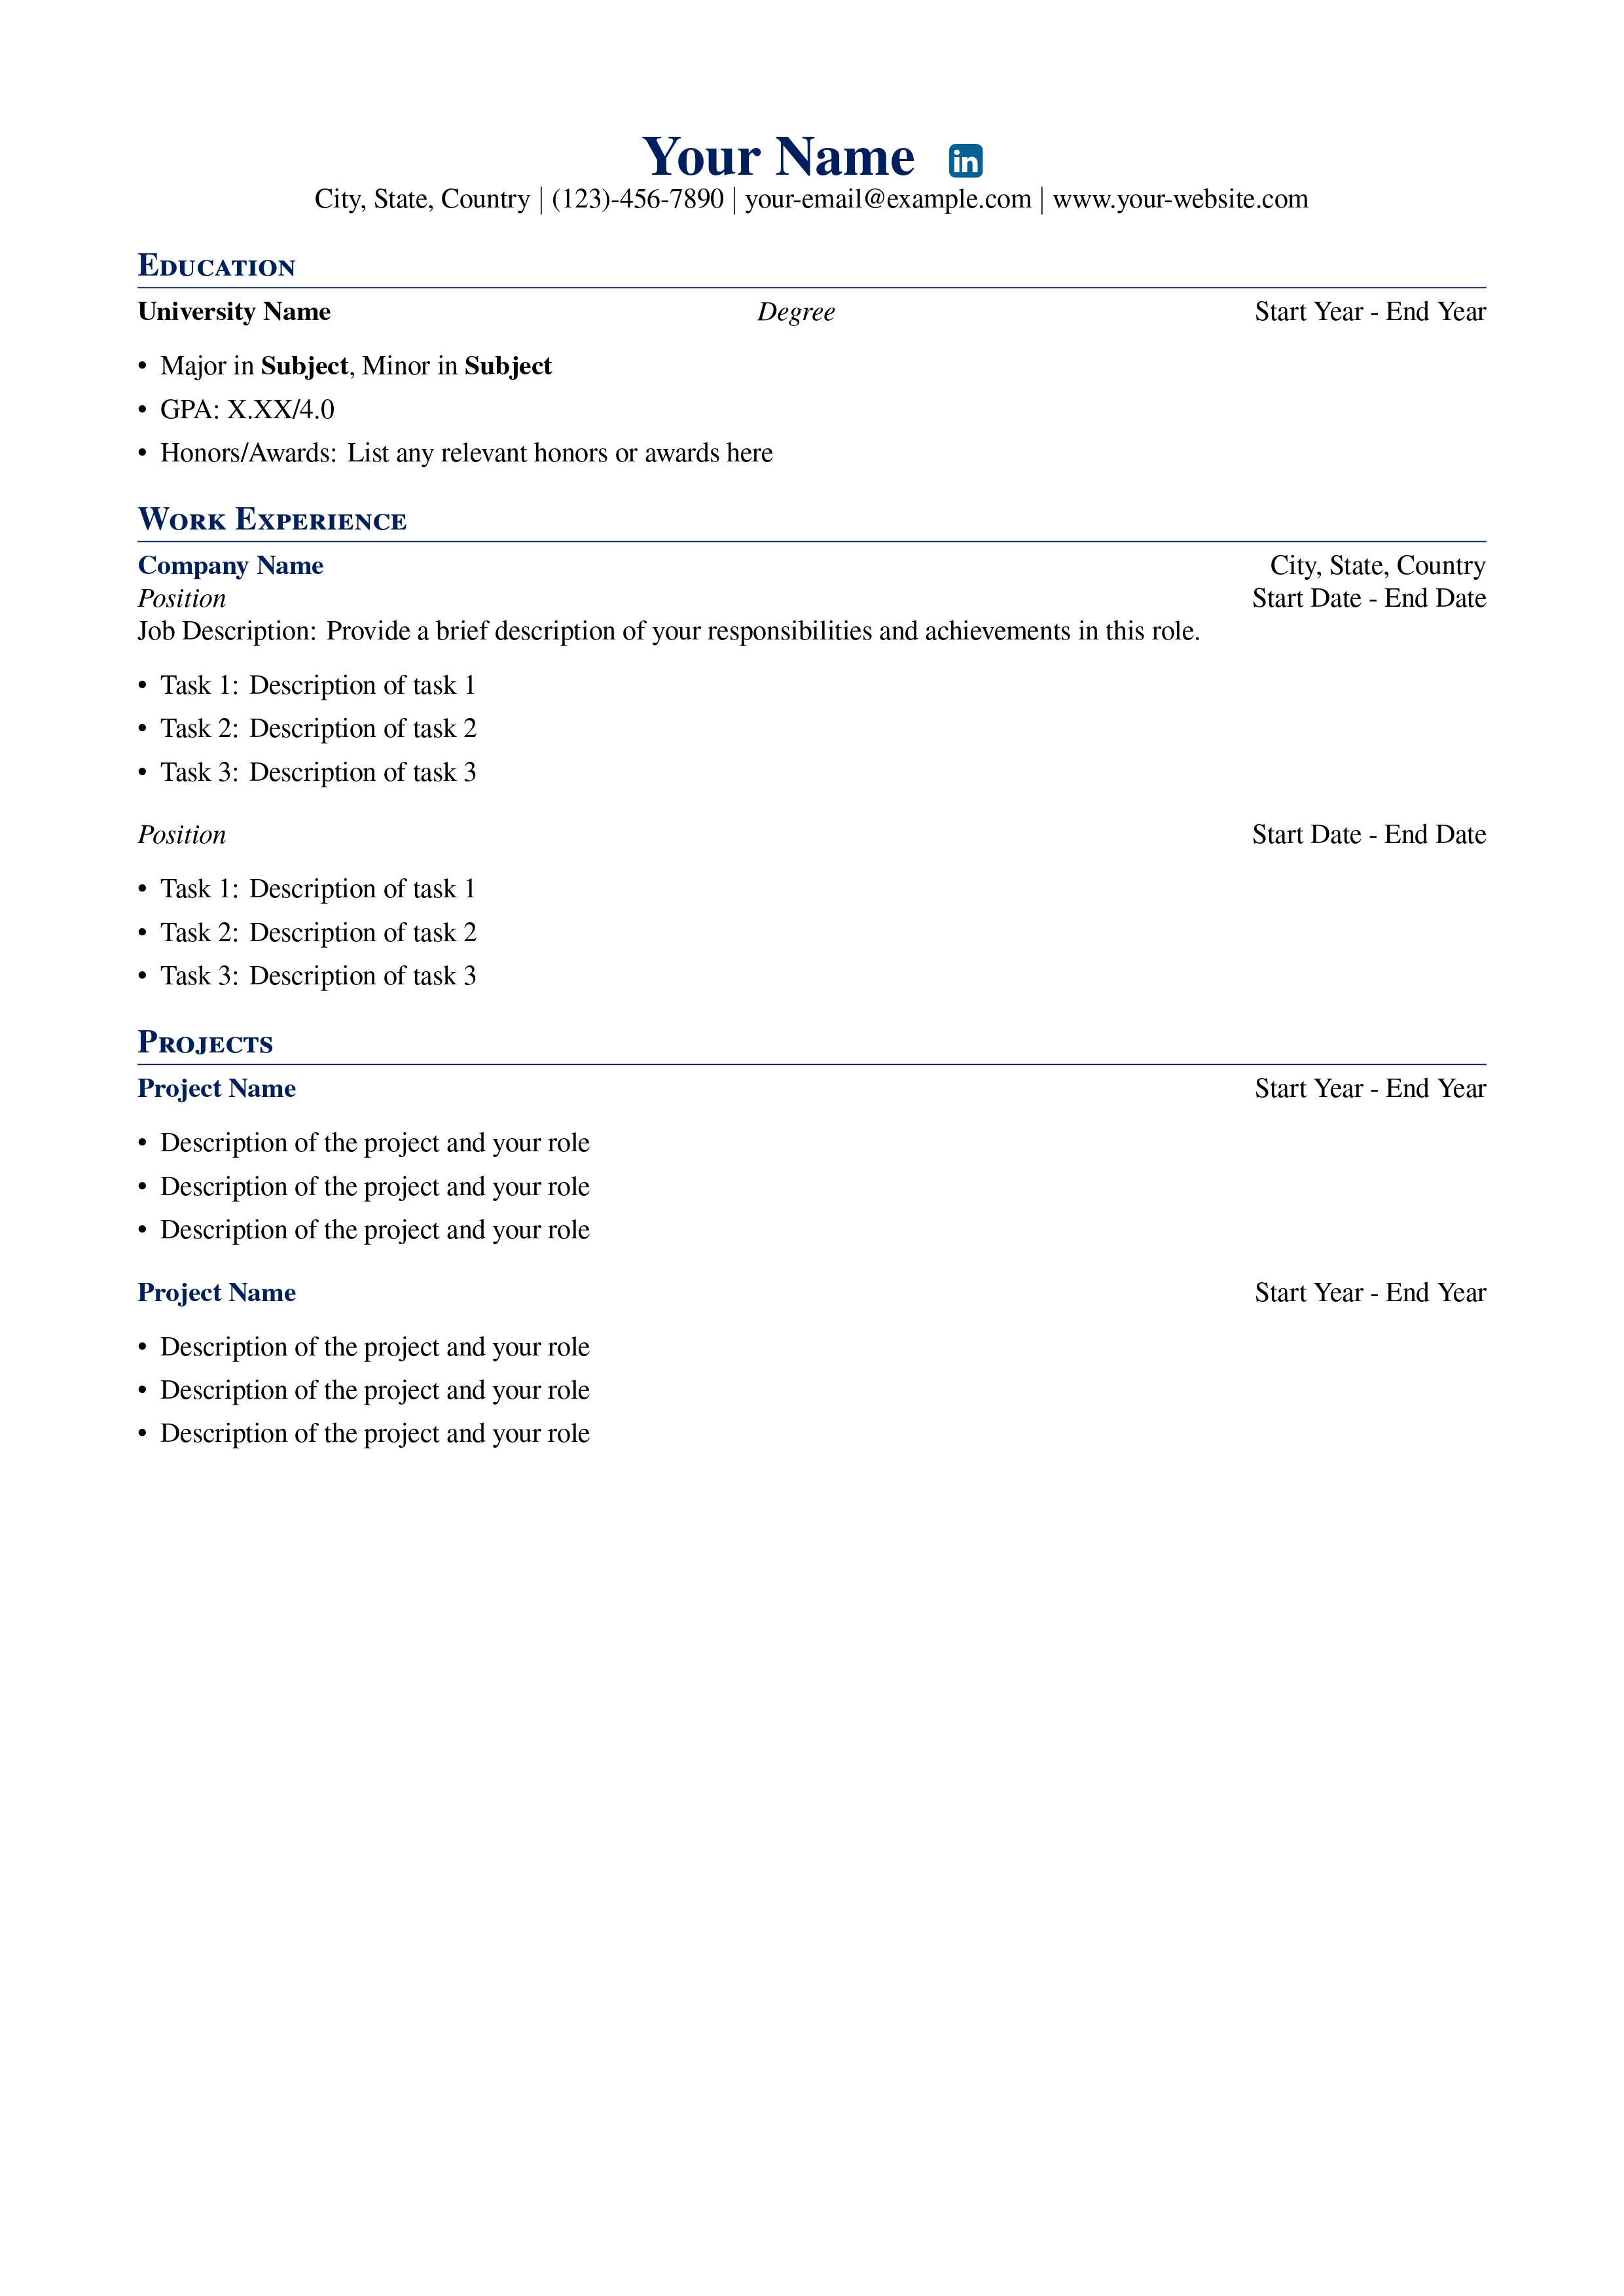 Your Name in
City, State, Country | (123)-456-7890 | your-email@example.com | www.your-website.com
Education
University Name Degree Start Year - End Year
• Major in Subject, Minor in Subject
• GPA: X.XX/4.0
• Honors/Awards: List any relevant honors or awards here
Work Experience
Company Name City, State, Country
Position Start Date - End Date
Job Description: Provide a brief description of your responsibilities and achievements in this role.
• Task 1: Description of task 1
• Task 2: Description of task 2
• Task 3: Description of task 3
Position Start Date - End Date
• Task 1: Description of task 1
• Task 2: Description of task 2
• Task 3: Description of task 3
Projects
Project Name Start Year - End Year
• Description of the project and your role
• Description of the project and your role
• Description of the project and your role
Project Name Start Year - End Year
• Description of the project and your role
• Description of the project and your role
• Description of the project and your role